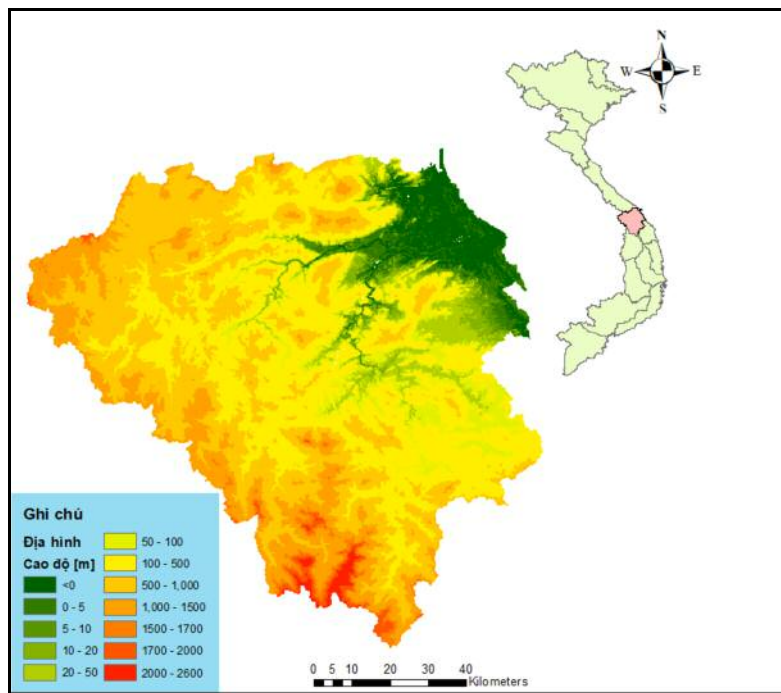 N
W E
S
Ghi chú
Địa hình
Cao độ [m]
<0
0 - 5
5 - 10
10 - 20
20 - 50
50 - 100
100 - 500
500 - 1,000
1,000 - 1500
1500 - 1700
1700 - 2000
2000 - 2600
0 5 10 20 30 40
Kilometers